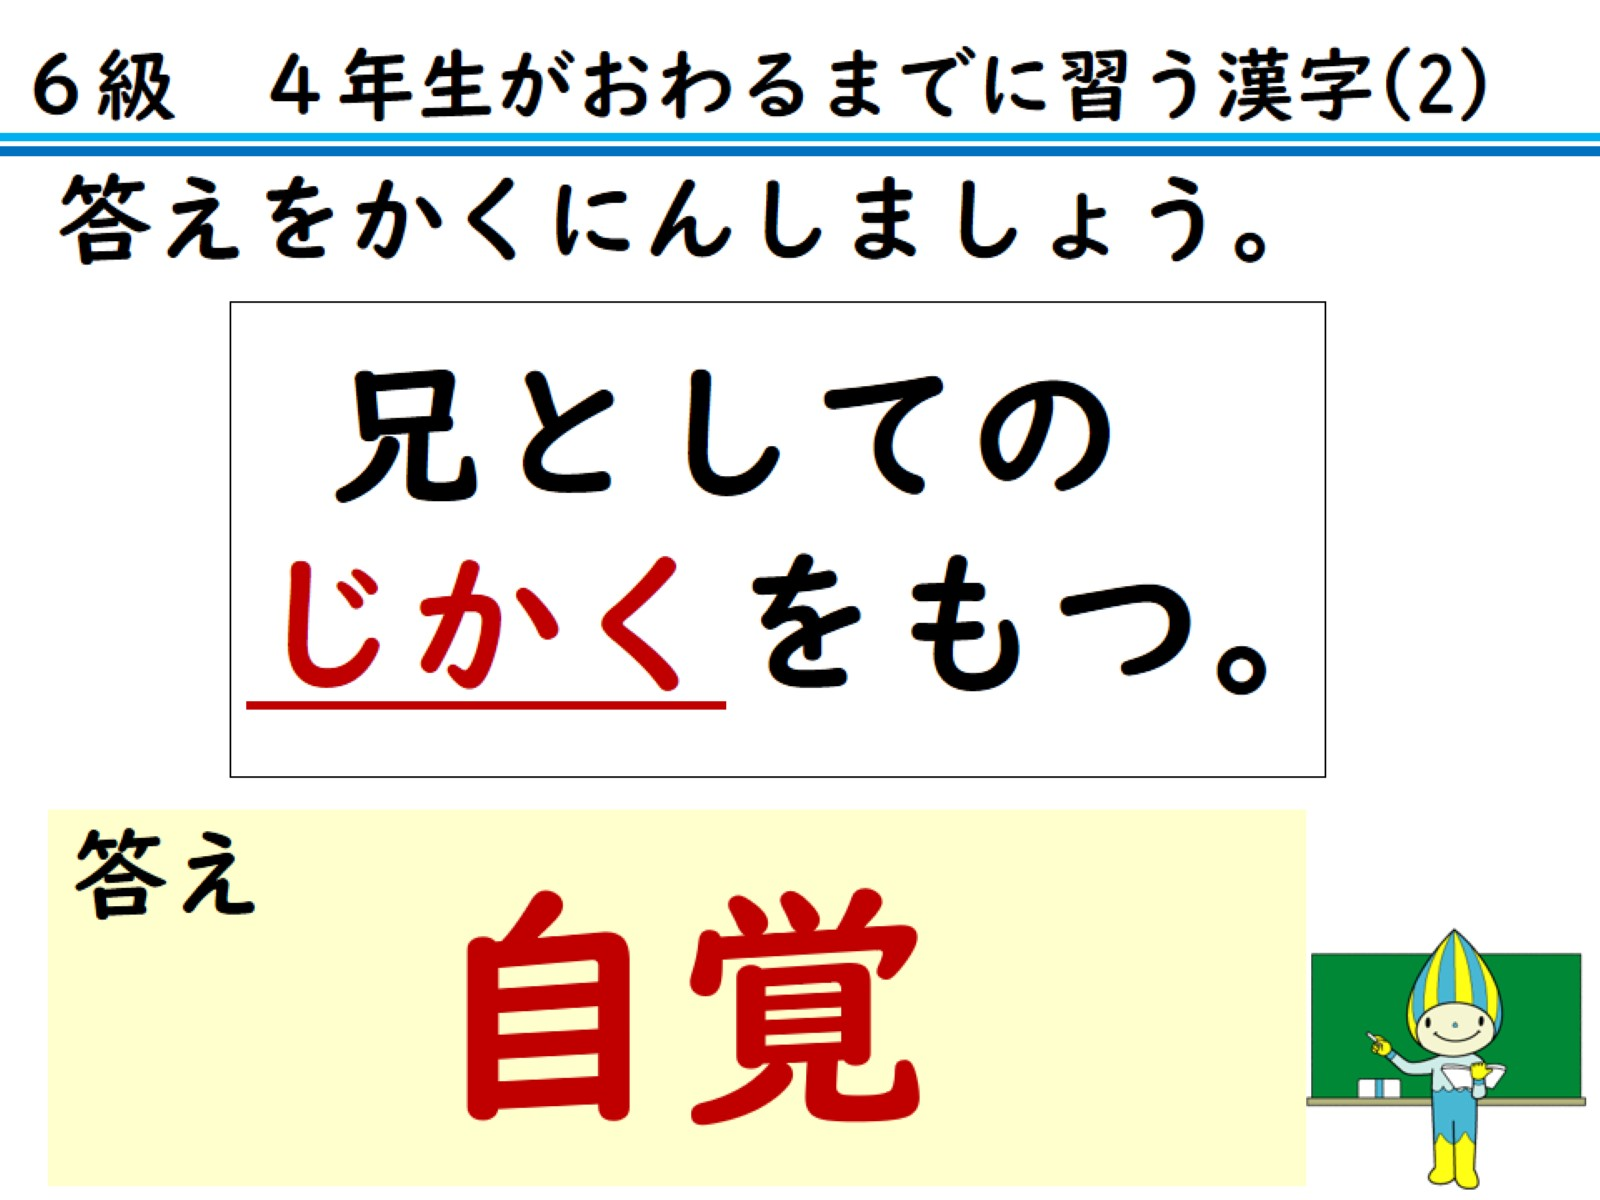 ６級　４年生がおわるまでに習う漢字(2)
答えをかくにんしましょう。
兄としての
じかくをもつ。
答え
自覚